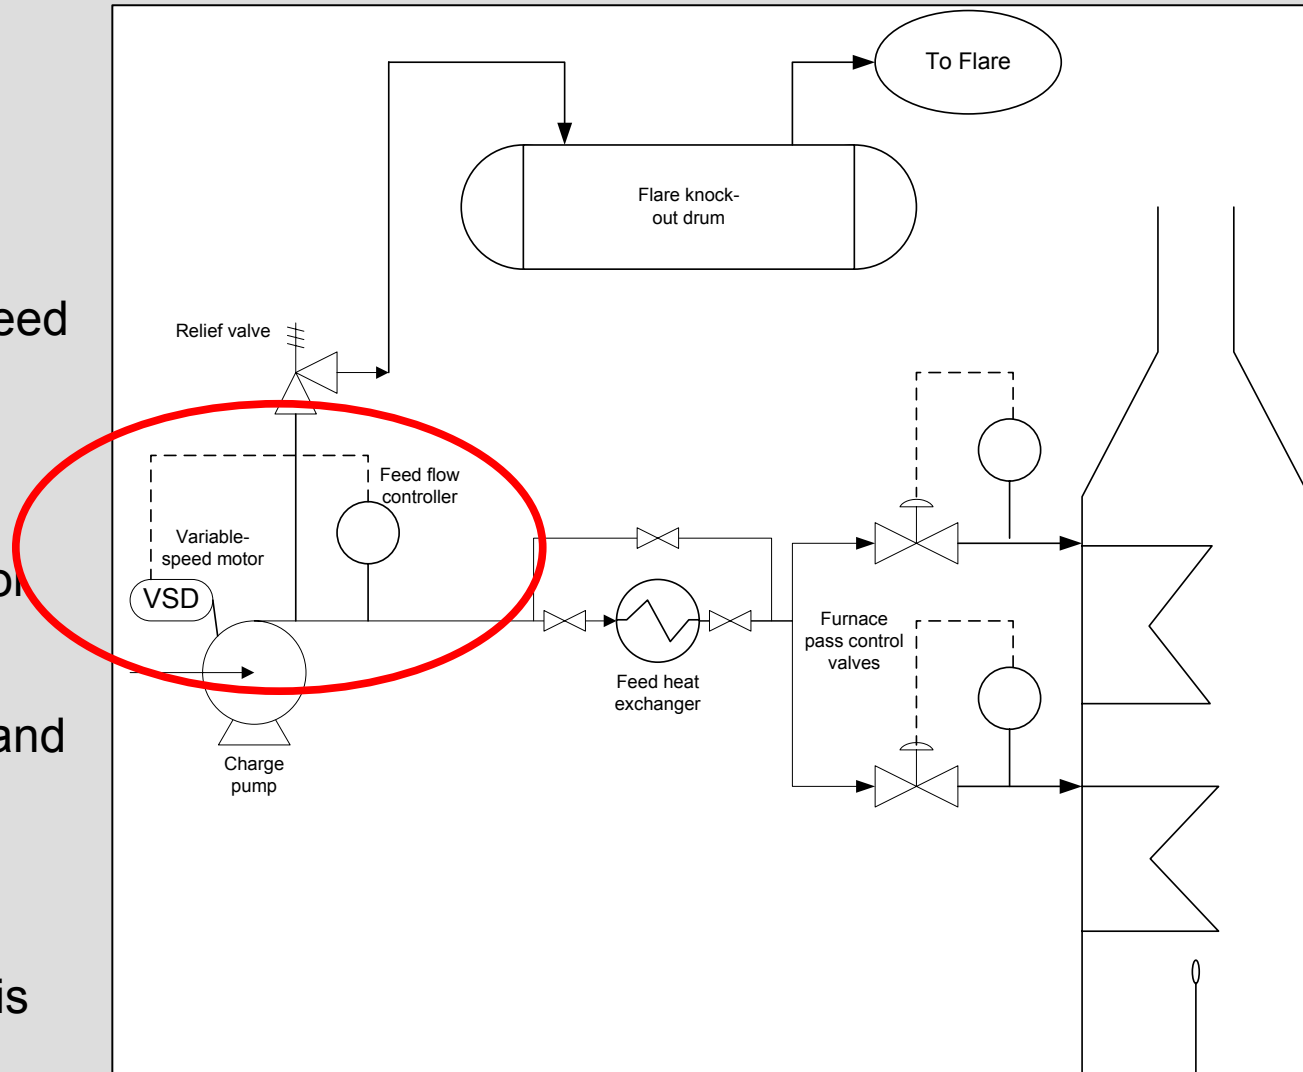 To Flare
Flare knock-
out drum
Relief valve
Feed flow
controller
Variable-
speed motor
VSD
Charge
pump
Feed heat
exchanger
Furnace
pass control
valves
eed
or
and
is